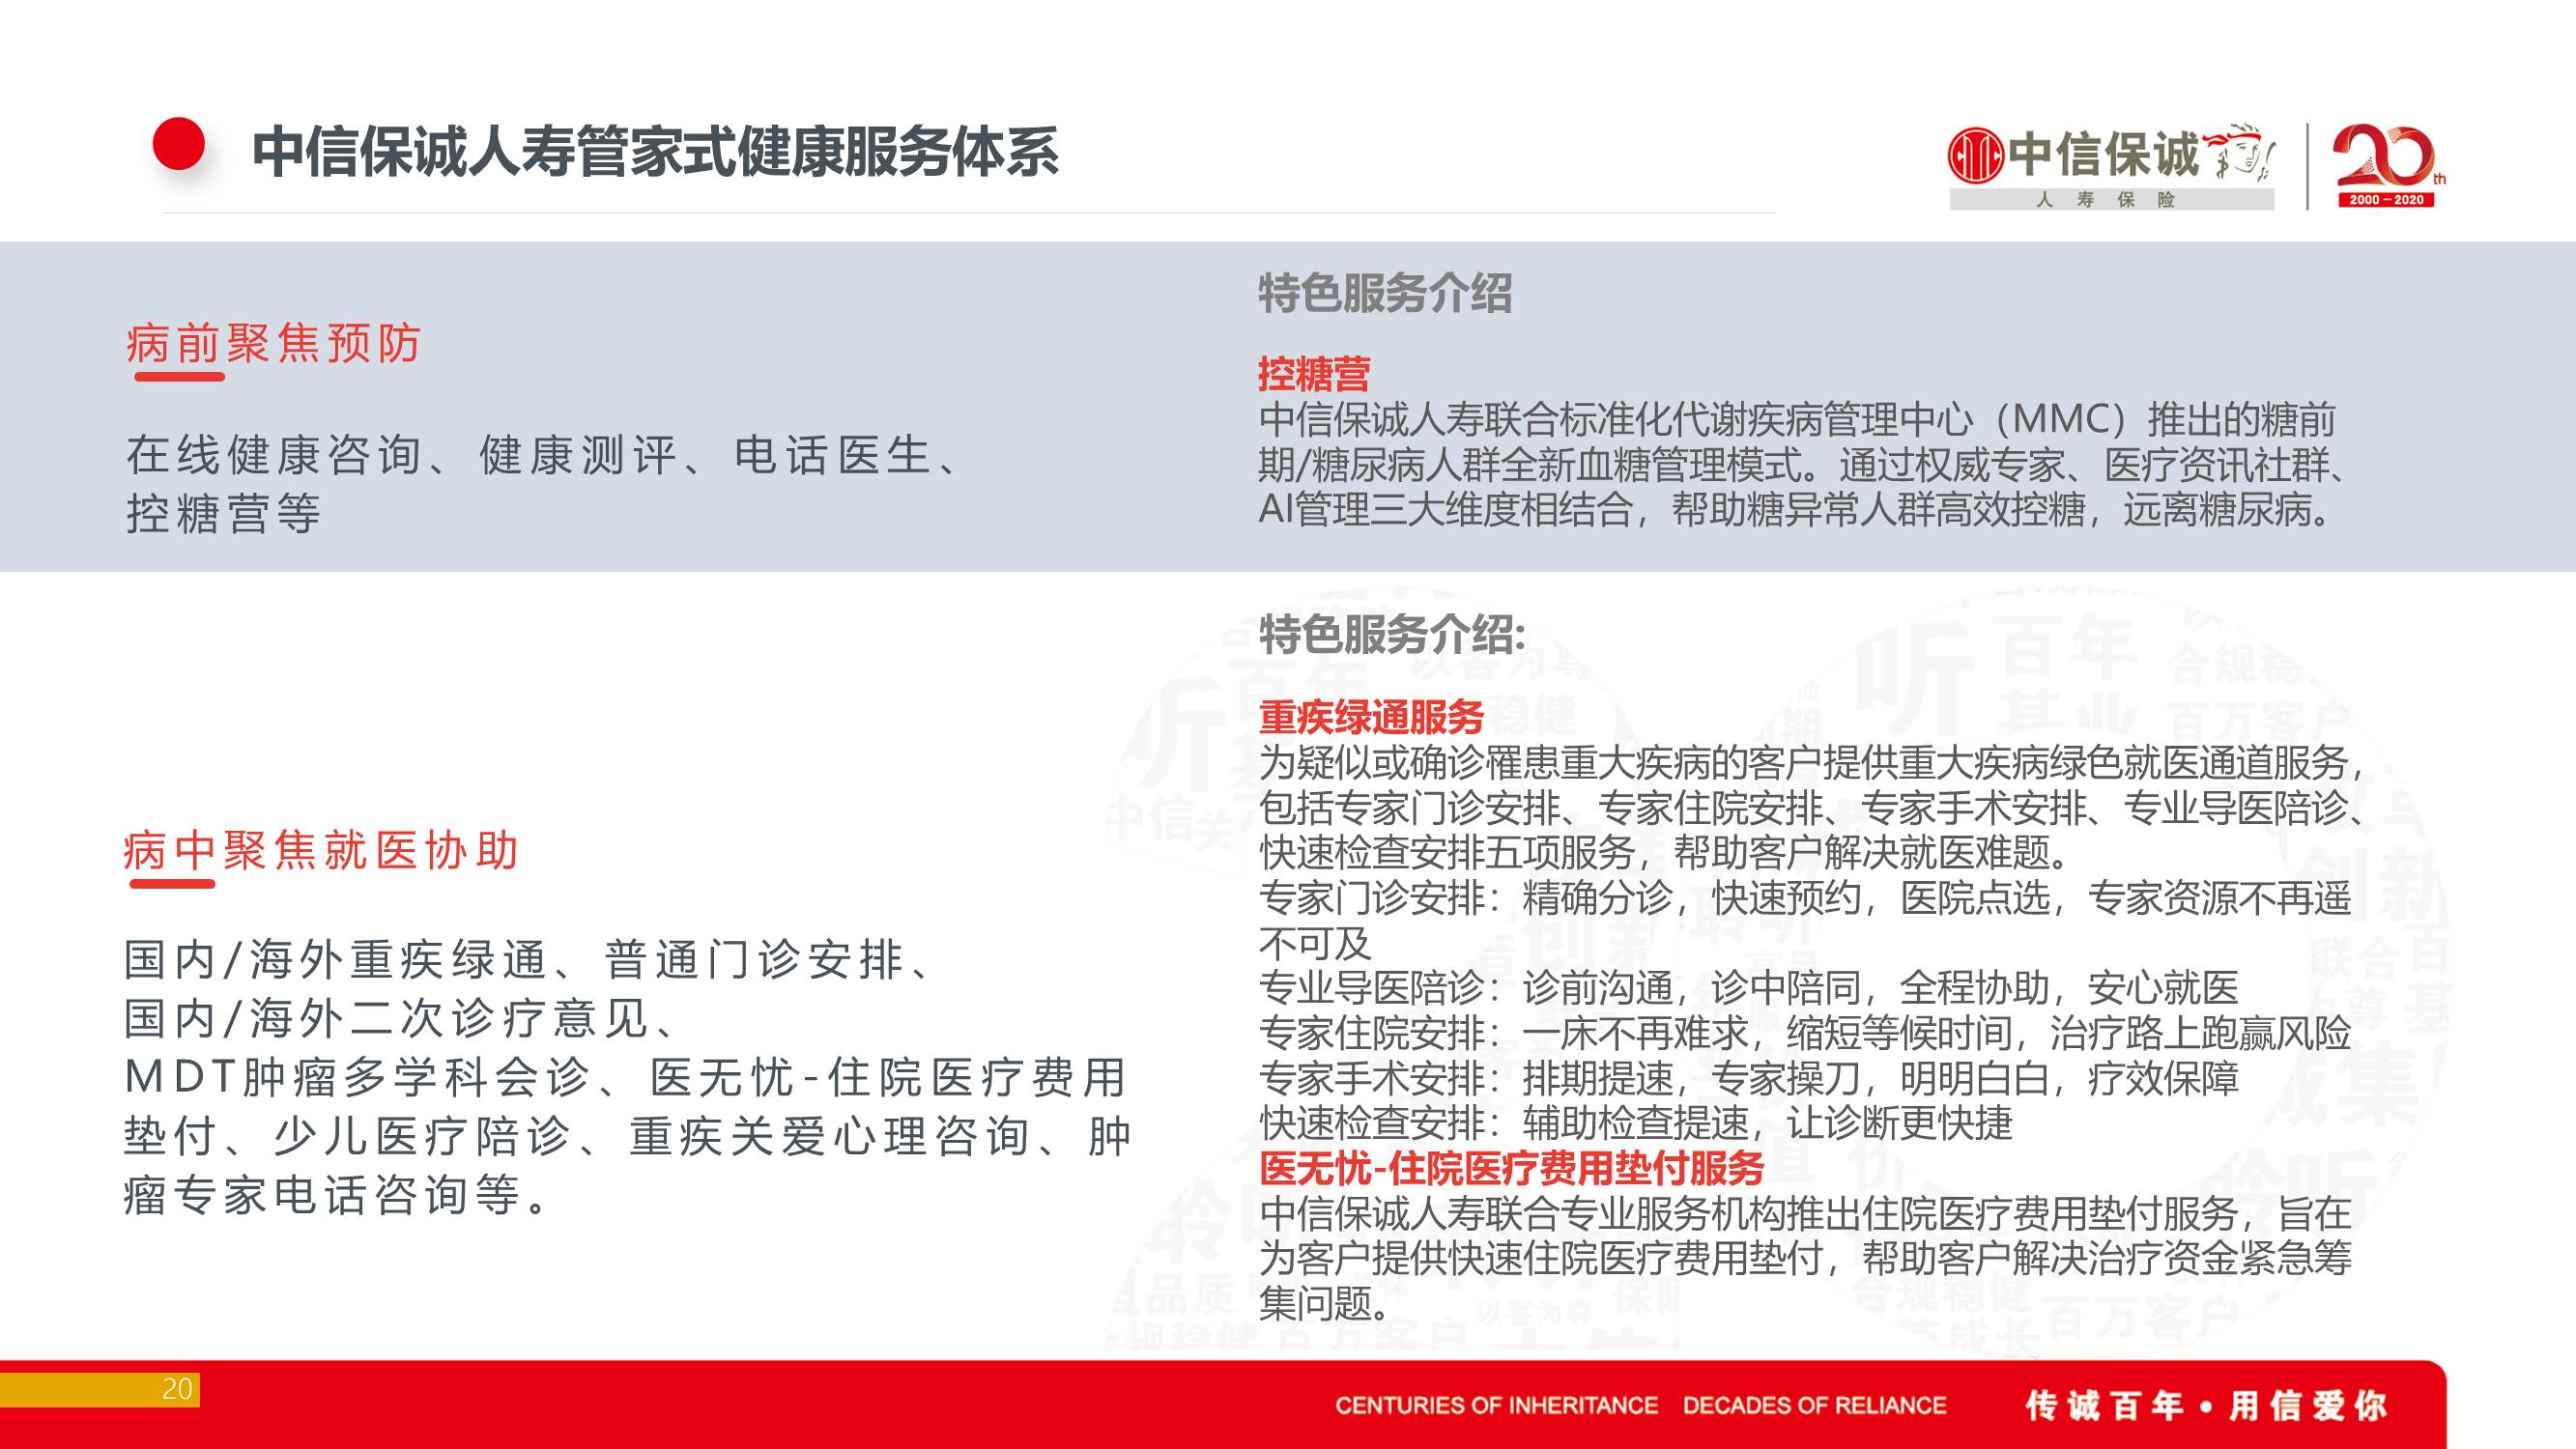 中信保诚人寿管家式健康服务体系
中信保诚
人寿保险
20th
2000－2020
病前聚焦预防
在线健康咨询、健康测评、电话医生、
控糖营等
特色服务介绍
控糖营
中信保诚人寿联合标准化代谢疾病管理中心（MMC）推出的糖前
期/糖尿病人群全新血糖管理模式。通过权威专家、医疗资讯社群、
AI管理三大维度相结合，帮助糖异常人群高效控糖，远离糖尿病。
病中聚焦就医协助
国内/海外重疾绿通、普通门诊安排、
国内/海外二次诊疗意见、
MDT肿瘤多学科会诊、医无忧-住院医疗费用
垫付、少儿医疗陪诊、重疾关爱心理咨询、肿
瘤专家电话咨询等。
特色服务介绍:
重疾绿通服务
为疑似或确诊罹患重大疾病的客户提供重大疾病绿色就医通道服务，
包括专家门诊安排、专家住院安排、专家手术安排、专业导医陪诊、
快速检查安排五项服务，帮助客户解决就医难题。
专家门诊安排：精确分诊，快速预约，医院点选，专家资源不再遥
不可及
专业导医陪诊：诊前沟通，诊中陪同，全程协助，安心就医
专家住院安排：一床不再难求，缩短等候时间，治疗路上跑赢风险
专家手术安排：排期提速，专家操刀，明明白白，疗效保障
快速检查安排：辅助检查提速，让诊断更快捷
医无忧-住院医疗费用垫付服务
中信保诚人寿联合专业服务机构推出住院医疗费用垫付服务，旨在
为客户提供快速住院医疗费用垫付，帮助客户解决治疗资金紧急筹
集问题。
20
CENTURIES OF INHERITANCE DECADES OF RELIANCE
传诚百年•用信爱你